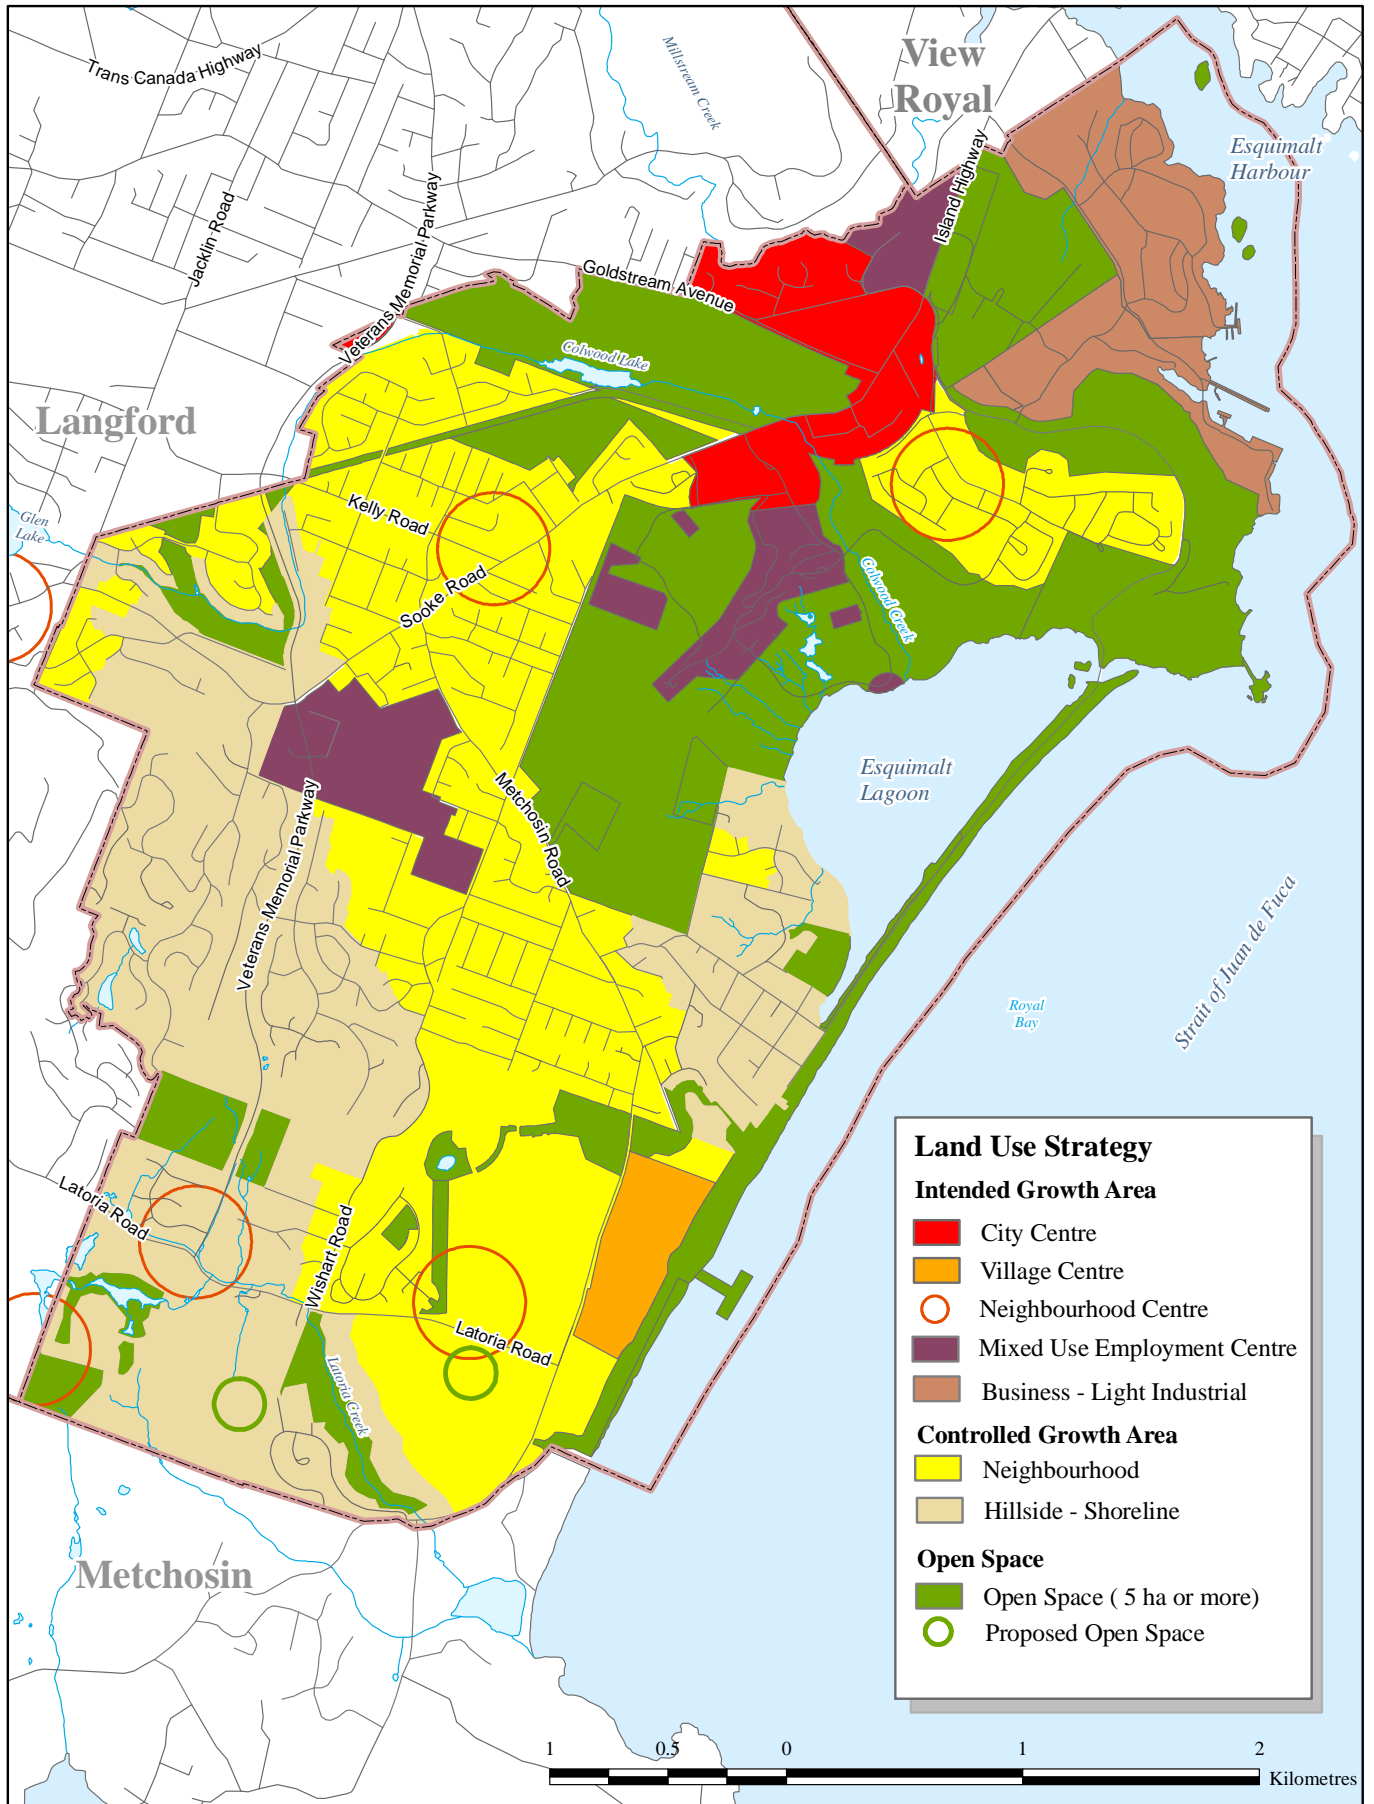 View
Royal
Trans Canada Highway
Millstream Creek
Esquimalt
Harbour
Island Highway
Jacklin Road
Veterans Memorial Parkway
Goldstream Avenue
Colwood Lake
Langford
Kelly Road
Glen
Lake
Sooke Road
Colwood Creek
Esquimalt
Lagoon
Metchosin Road
Veterans Memorial Parkway
Strait of Juan de Fuca
Royal
Bay
Latoria Road
Wishart Road
Latoria Road
Latoria Creek
Metchosin
Land Use Strategy
Intended Growth Area
City Centre
Village Centre
Neighbourhood Centre
Mixed Use Employment Centre
Business - Light Industrial
Controlled Growth Area
Neighbourhood
Hillside - Shoreline
Open Space
Open Space ( 5 ha or more)
Proposed Open Space
1 0.5 0 1 2
Kilometres